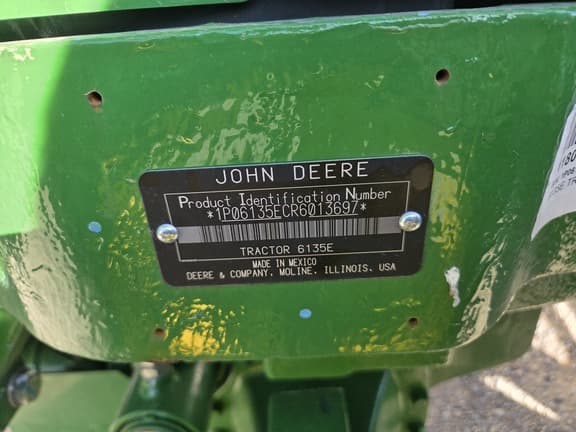 JOHN DEERE
Product Identification Number
*1P06135ECR6013697*
TRACTOR 6135E
MADE IN MEXICO
DEERE & COMPANY, MOLINE, ILLINOIS, USA